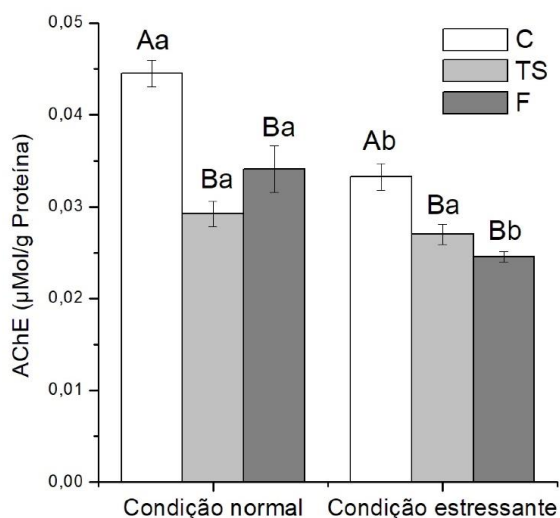 0,05
0,04
0,03
0,02
0,01
0,00
AChE (µMol/g Proteína)
Aa
Ba
Ba
Ab
Ba
Bb
C
TS
F
Condição normal
Condição estressante